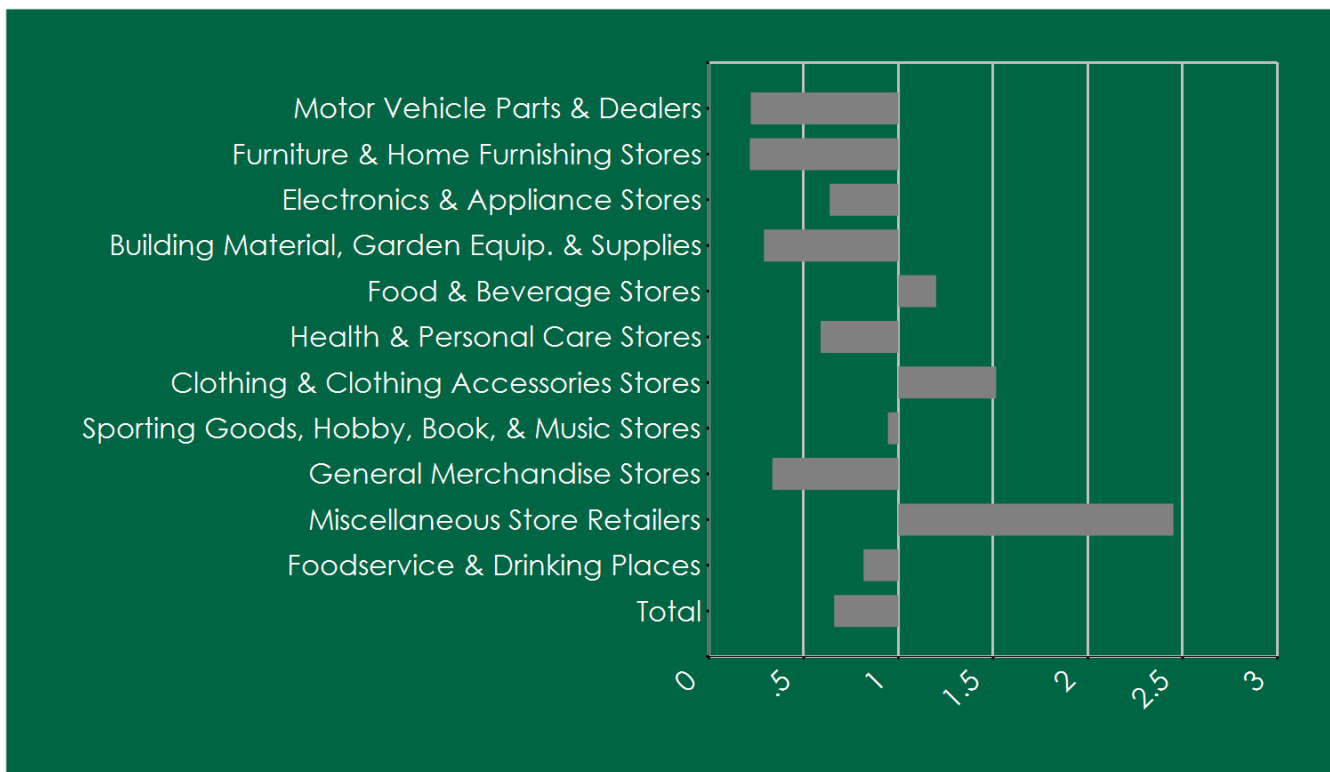 Motor Vehicle Parts & Dealers
Furniture & Home Furnishing Stores
Electronics & Appliance Stores
Building Material, Garden Equip. & Supplies
Food & Beverage Stores
Health & Personal Care Stores
Clothing & Clothing Accessories Stores
Sporting Goods, Hobby, Book, & Music Stores
General Merchandise Stores
Miscellaneous Store Retailers
Foodservice & Drinking Places
Total
0 .5 1 1.5 2 2.5 3